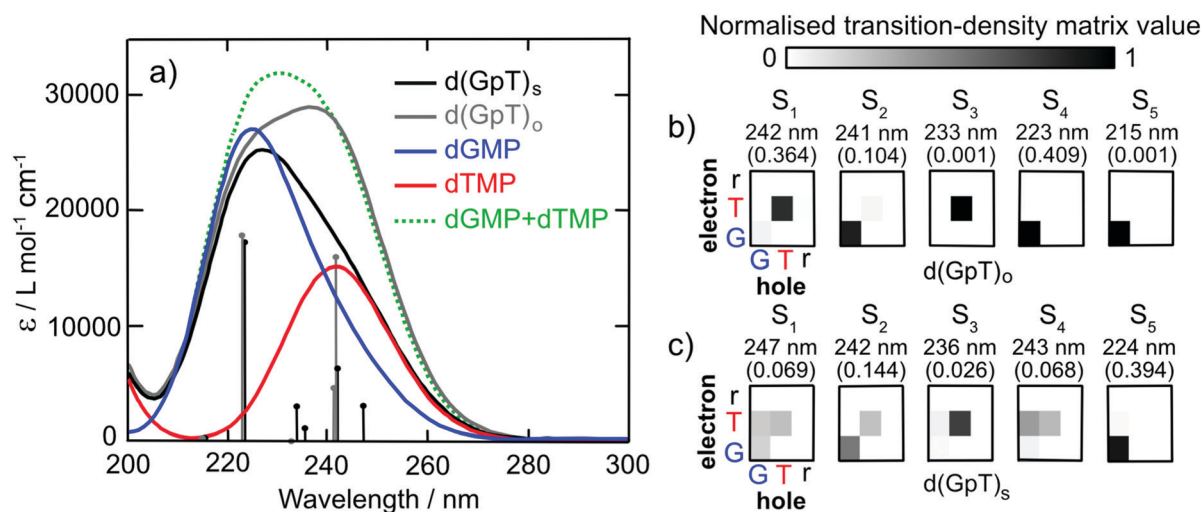 a)
ε / L mol⁻¹ cm⁻¹
30000
20000
10000
0
200 220 240 260 280 300
Wavelength / nm
d(GpT)ₛ
d(GpT)ₒ
dGMP
dTMP
dGMP+dTMP
Normalised transition-density matrix value
0 1
b)
S₁ S₂ S₃ S₄ S₅
242 nm 241 nm 233 nm 223 nm 215 nm
(0.364) (0.104) (0.001) (0.409) (0.001)
electron
r
T
G
G T r
hole
d(GpT)ₒ
c)
S₁ S₂ S₃ S₄ S₅
247 nm 242 nm 236 nm 243 nm 224 nm
(0.069) (0.144) (0.026) (0.068) (0.394)
electron
r
T
G
G T r
hole
d(GpT)ₛ